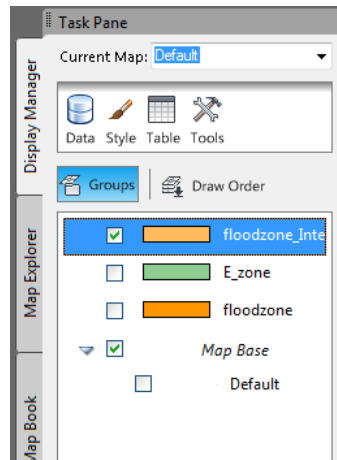 Task Pane
Current Map: Default
Display Manager
Data Style Table Tools
Groups Draw Order
floodzone_Inte
E_zone
Map Explorer
floodzone
Map Base
Default
Map Book